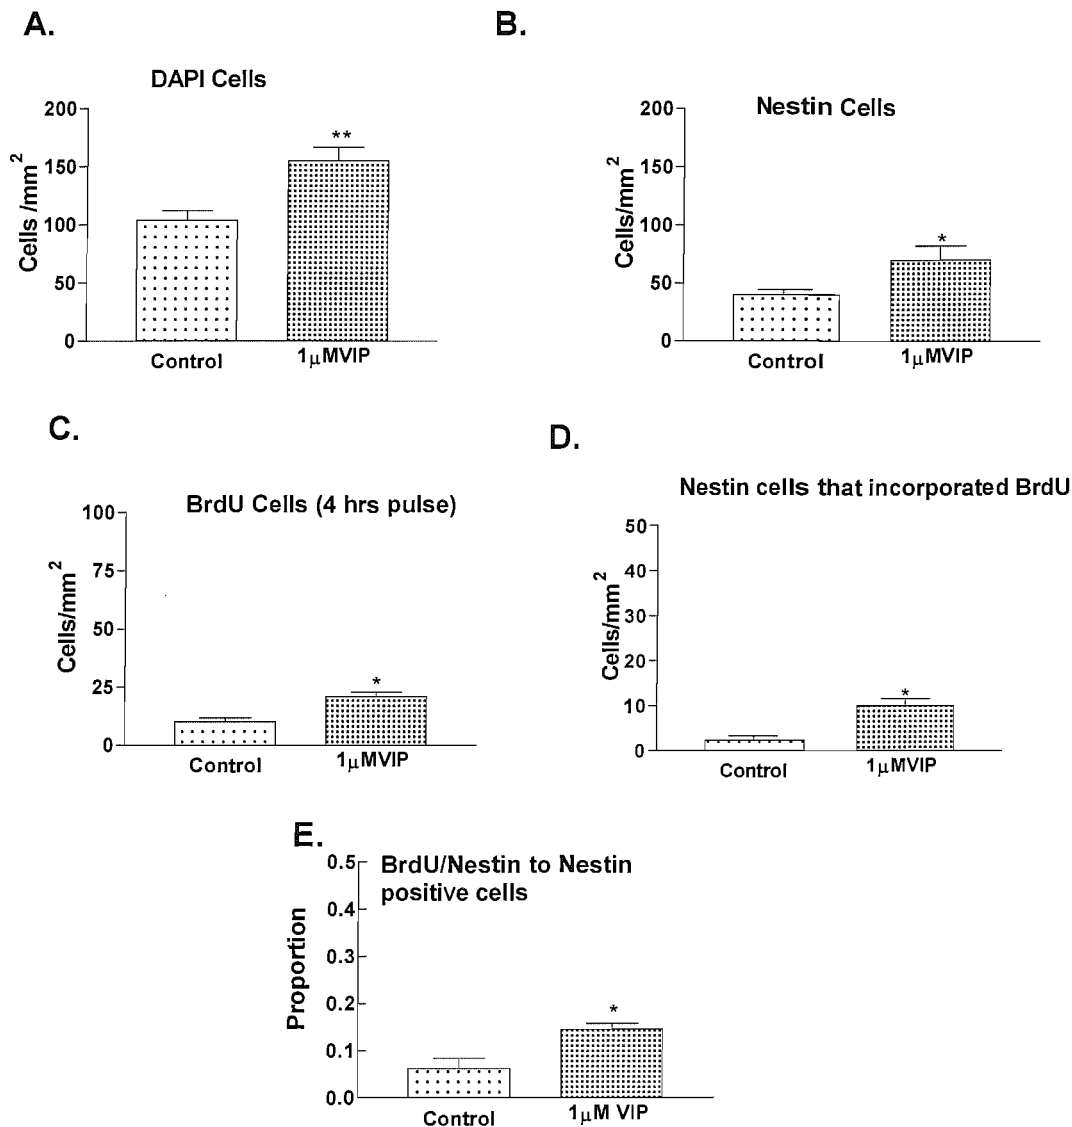 A.
DAPI Cells
200
150
100
50
0
Cells /mm2
**
Control
1μMVIP
B.
Nestin Cells
200
150
100
50
0
Cells/mm2
*
Control
1μMVIP
C.
BrdU Cells (4 hrs pulse)
100
75
50
25
0
Cells/mm2
*
Control
1μMVIP
D.
Nestin cells that incorporated BrdU
50
40
30
20
10
0
Cells/mm2
*
Control
1μMVIP
E.
BrdU/Nestin to Nestin
positive cells
0.5
0.4
0.3
0.2
0.1
0.0
Proportion
*
Control
1μM VIP